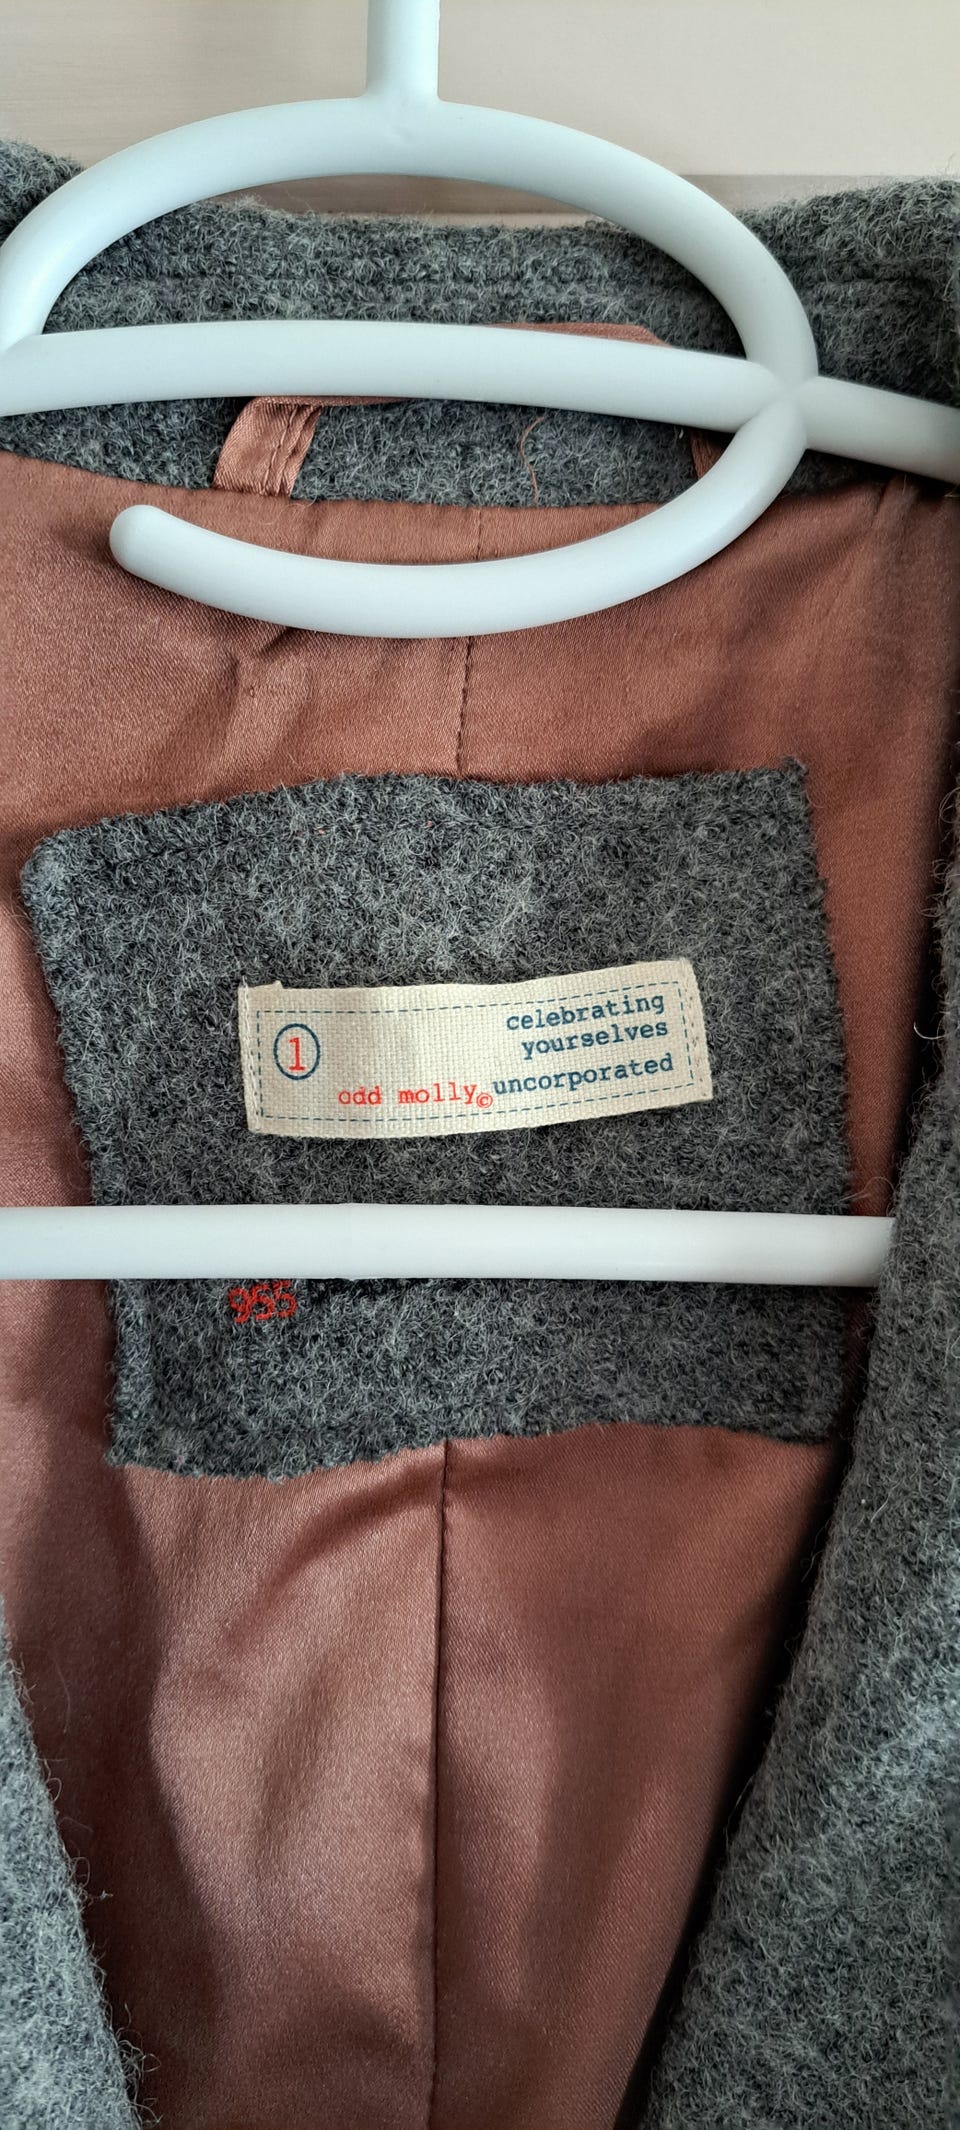 1
celebrating
yourselves
odd molly© uncorporated
955